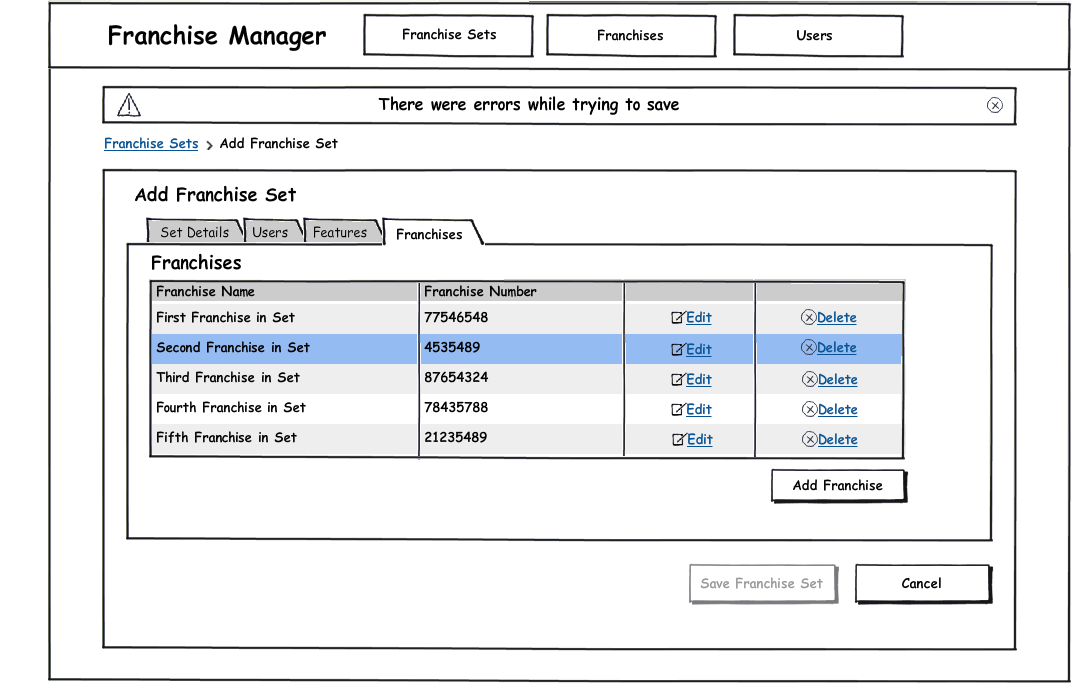 Franchise Manager Franchise Sets Franchises Users
There were errors while trying to save
Franchise Sets > Add Franchise Set
Add Franchise Set
Set Details Users Features Franchises
Franchises
Franchise Name Franchise Number
First Franchise in Set 77546548 Edit Delete
Second Franchise in Set 4535489 Edit Delete
Third Franchise in Set 87654324 Edit Delete
Fourth Franchise in Set 78435788 Edit Delete
Fifth Franchise in Set 21235489 Edit Delete
Add Franchise
Save Franchise Set Cancel